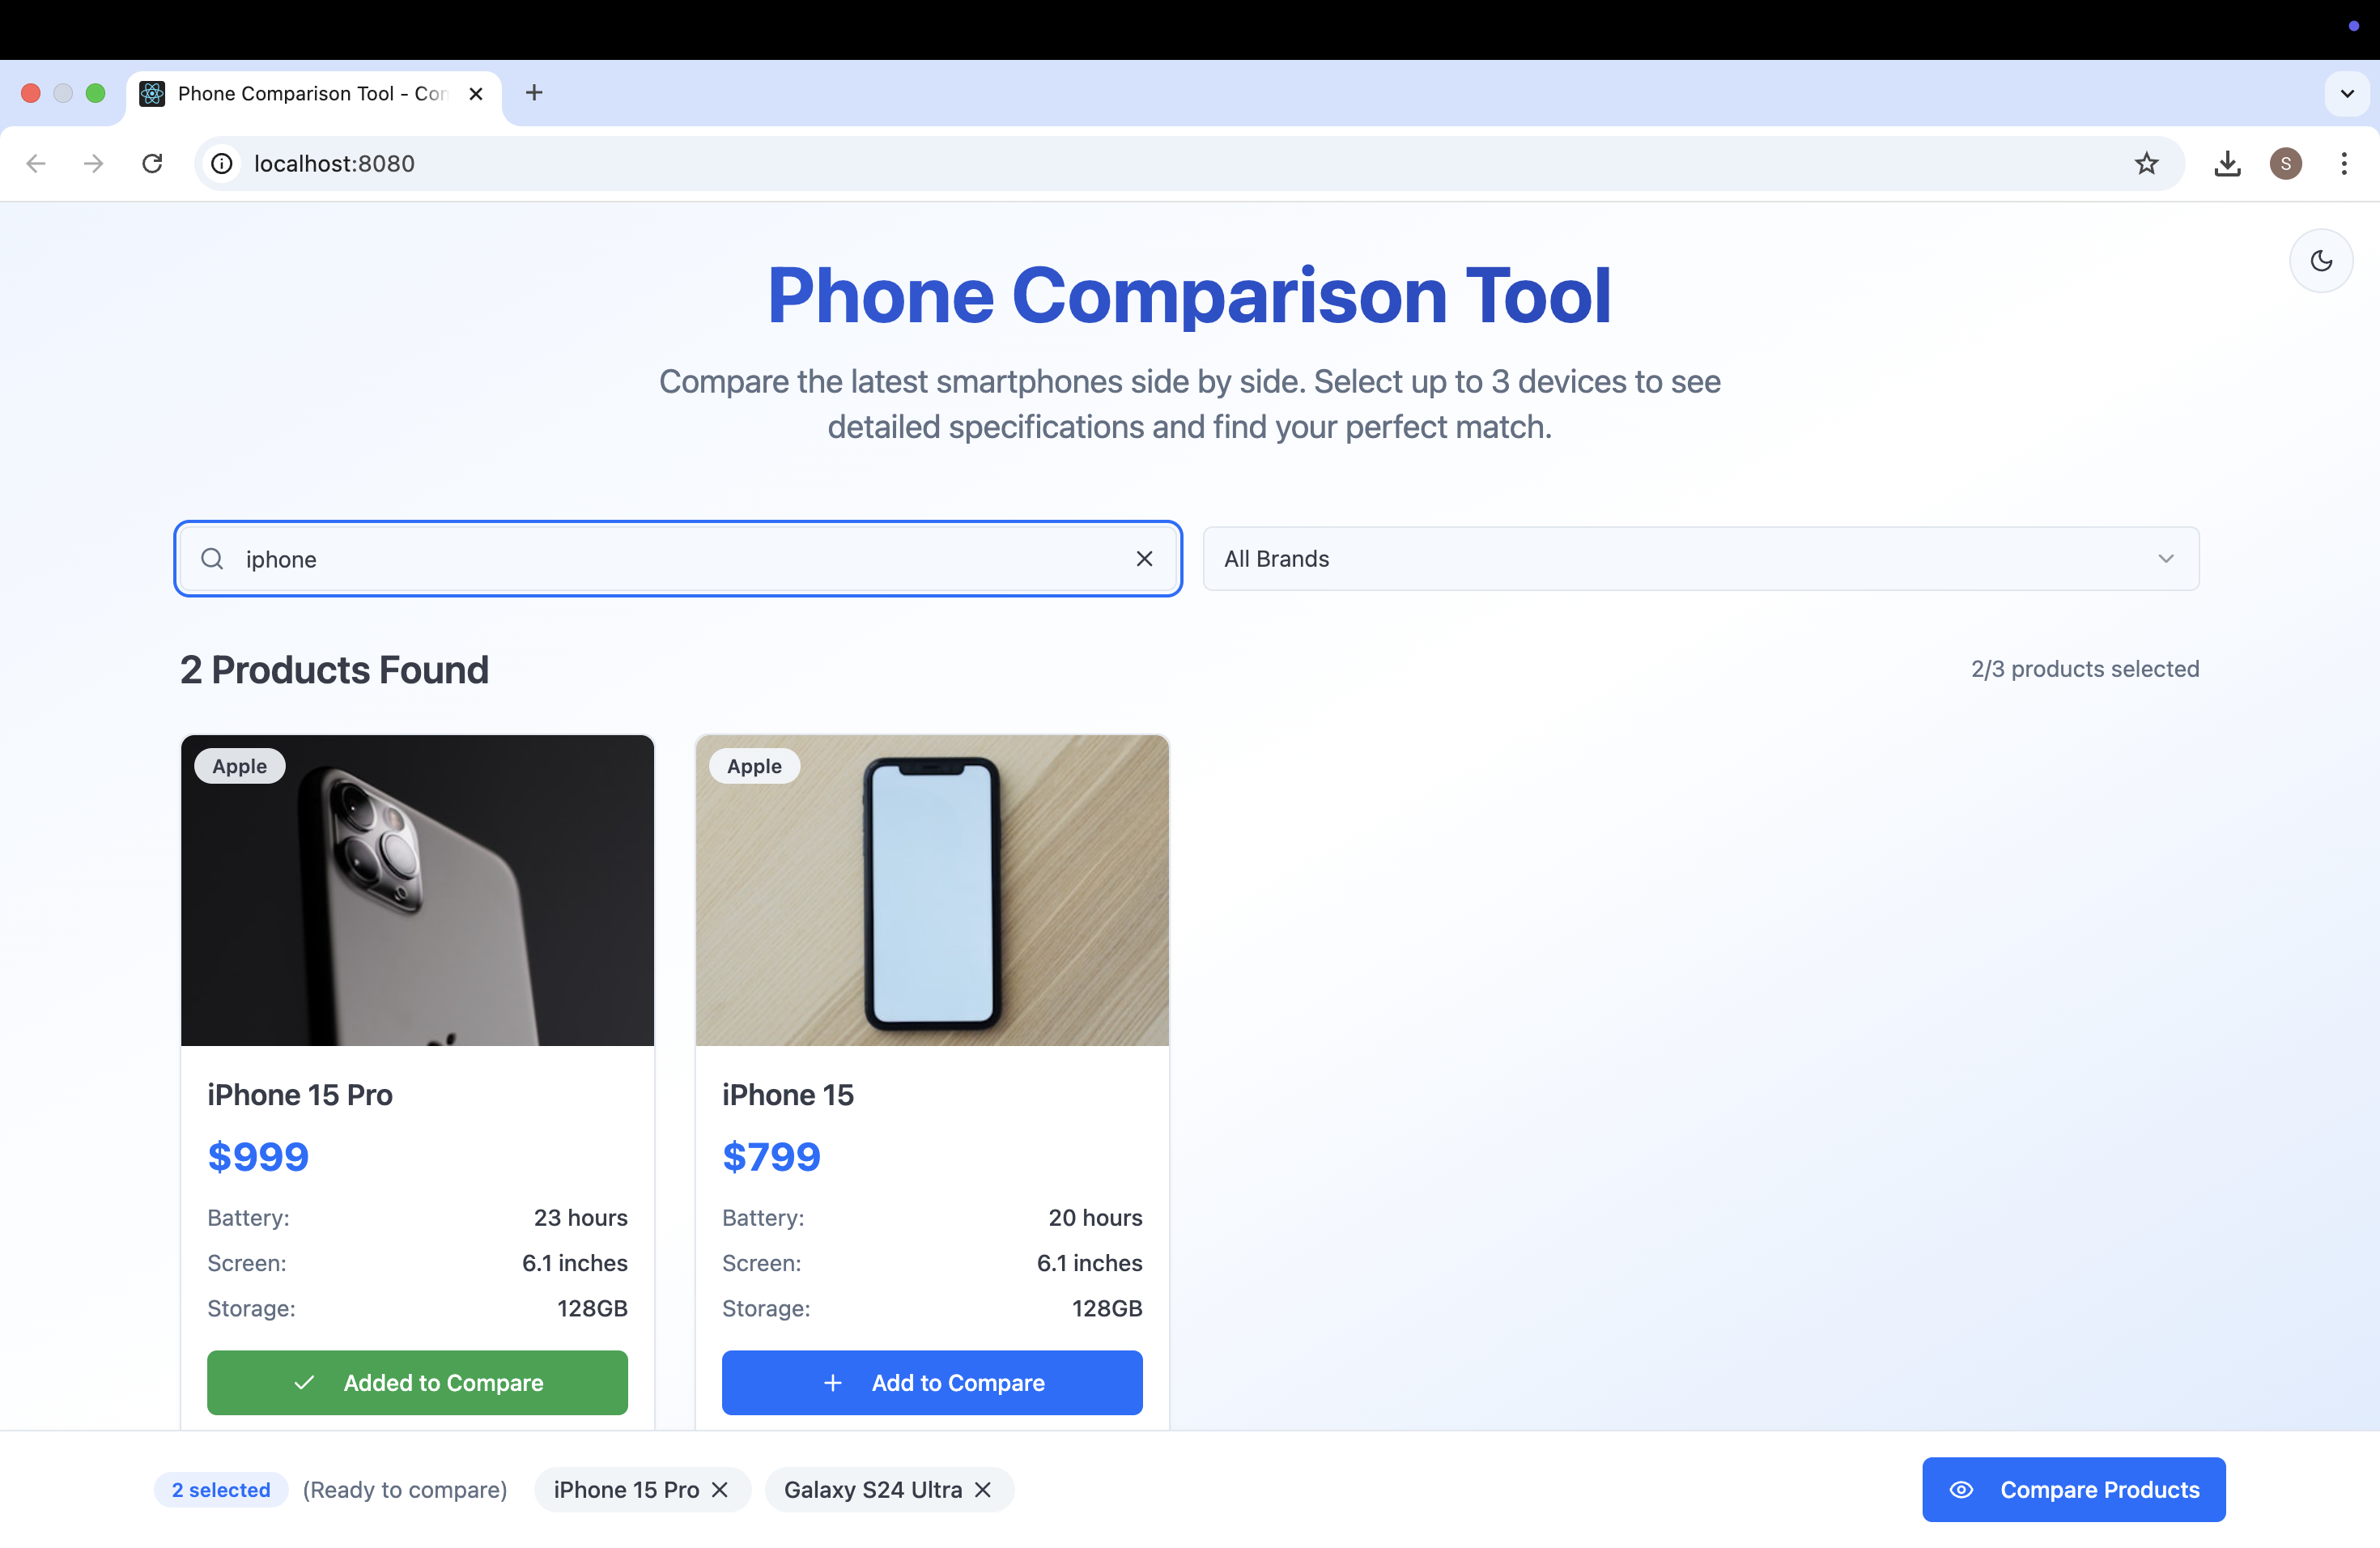 Phone Comparison Tool - Con
localhost:8080
S
Phone Comparison Tool
Compare the latest smartphones side by side. Select up to 3 devices to see
detailed specifications and find your perfect match.
iphone
All Brands
2 Products Found
2/3 products selected
Apple
Apple
iPhone 15 Pro
$999
Battery: 23 hours
Screen: 6.1 inches
Storage: 128GB
Added to Compare
iPhone 15
$799
Battery: 20 hours
Screen: 6.1 inches
Storage: 128GB
Add to Compare
2 selected (Ready to compare) iPhone 15 Pro Galaxy S24 Ultra Compare Products